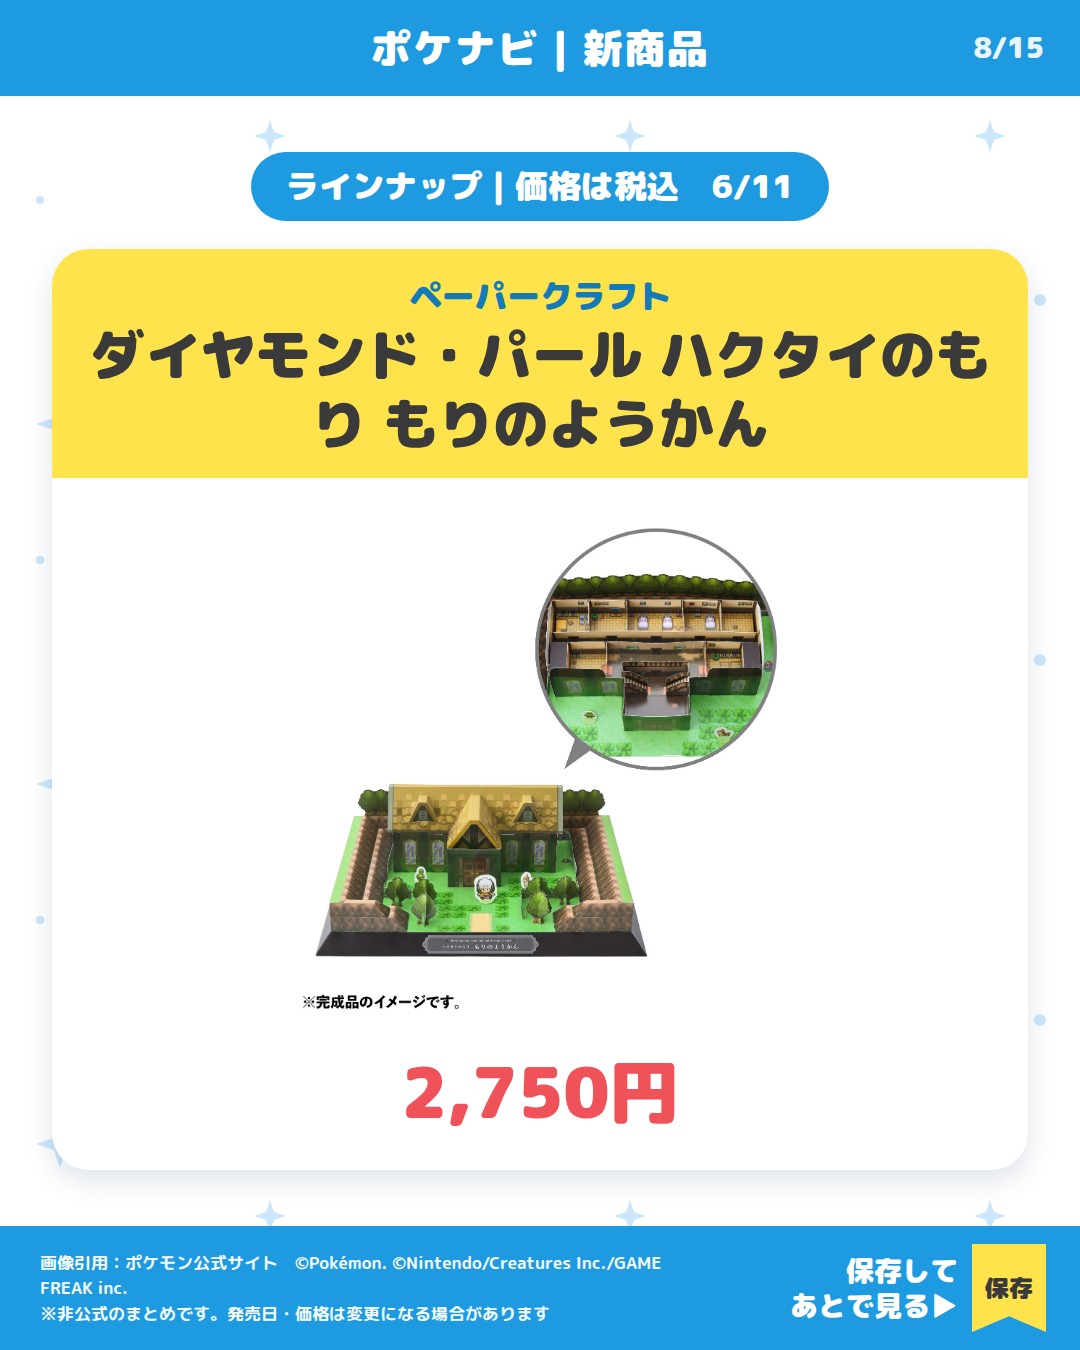 ポケナビ | 新商品
8/15
ラインナップ | 価格は税込 6/11
ペーパークラフト
ダイヤモンド・パール ハクタイのも
り もりのようかん
※完成品のイメージです。
2,750円
画像引用：ポケモン公式サイト ©Pokémon. ©Nintendo/Creatures Inc./GAME
FREAK inc.
※非公式のまとめです。発売日・価格は変更になる場合があります
保存して
あとで見る▶
保存